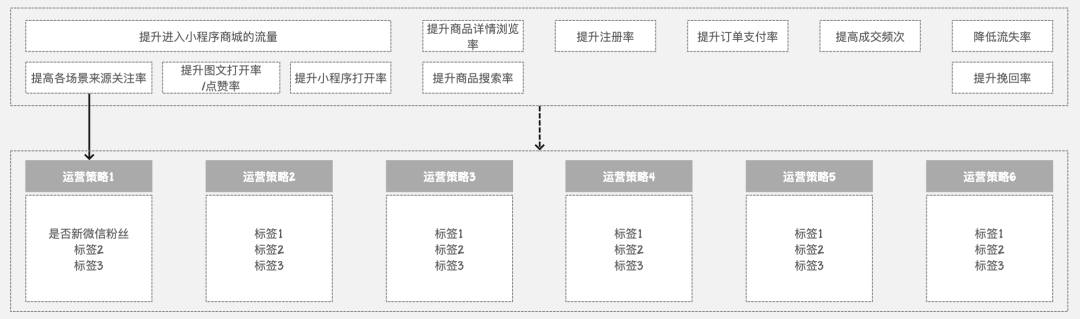 提升进入小程序商城的流量
提升商品详情浏览
率
提升注册率
提升订单支付率
提高成交频次
降低流失率
提高各场景来源关注率
提升图文打开率
/点赞率
提升小程序打开率
提升商品搜索率
提升挽回率
运营策略1
运营策略2
运营策略3
运营策略4
运营策略5
运营策略6
是否新微信粉丝
标签2
标签3
标签1
标签2
标签3
标签1
标签2
标签3
标签1
标签2
标签3
标签1
标签2
标签3
标签1
标签2
标签3